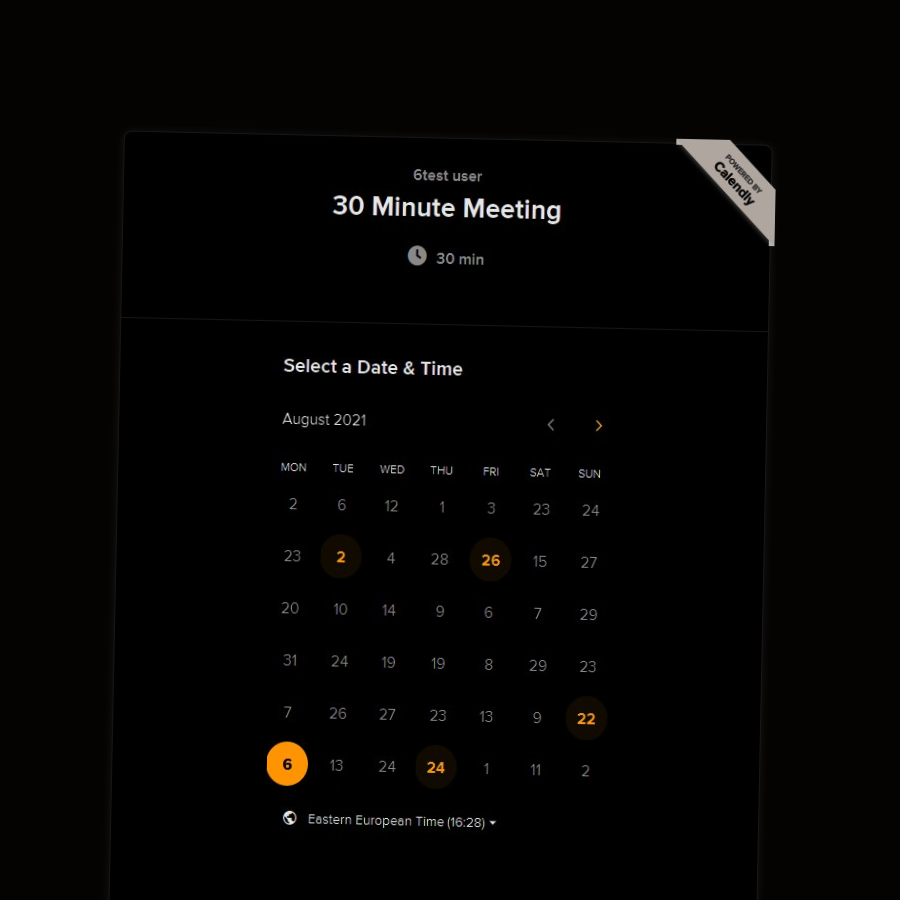 POWERED BY
Calendly
6test user
30 Minute Meeting
30 min
Select a Date & Time
August 2021
MON TUE WED THU FRI SAT SUN
2 6 12 1 3 23 24
23 2 4 28 26 15 27
20 10 14 9 6 7 29
31 24 19 19 8 29 23
7 26 27 23 13 9 22
6 13 24 24 1 11 2
Eastern European Time (16:28)